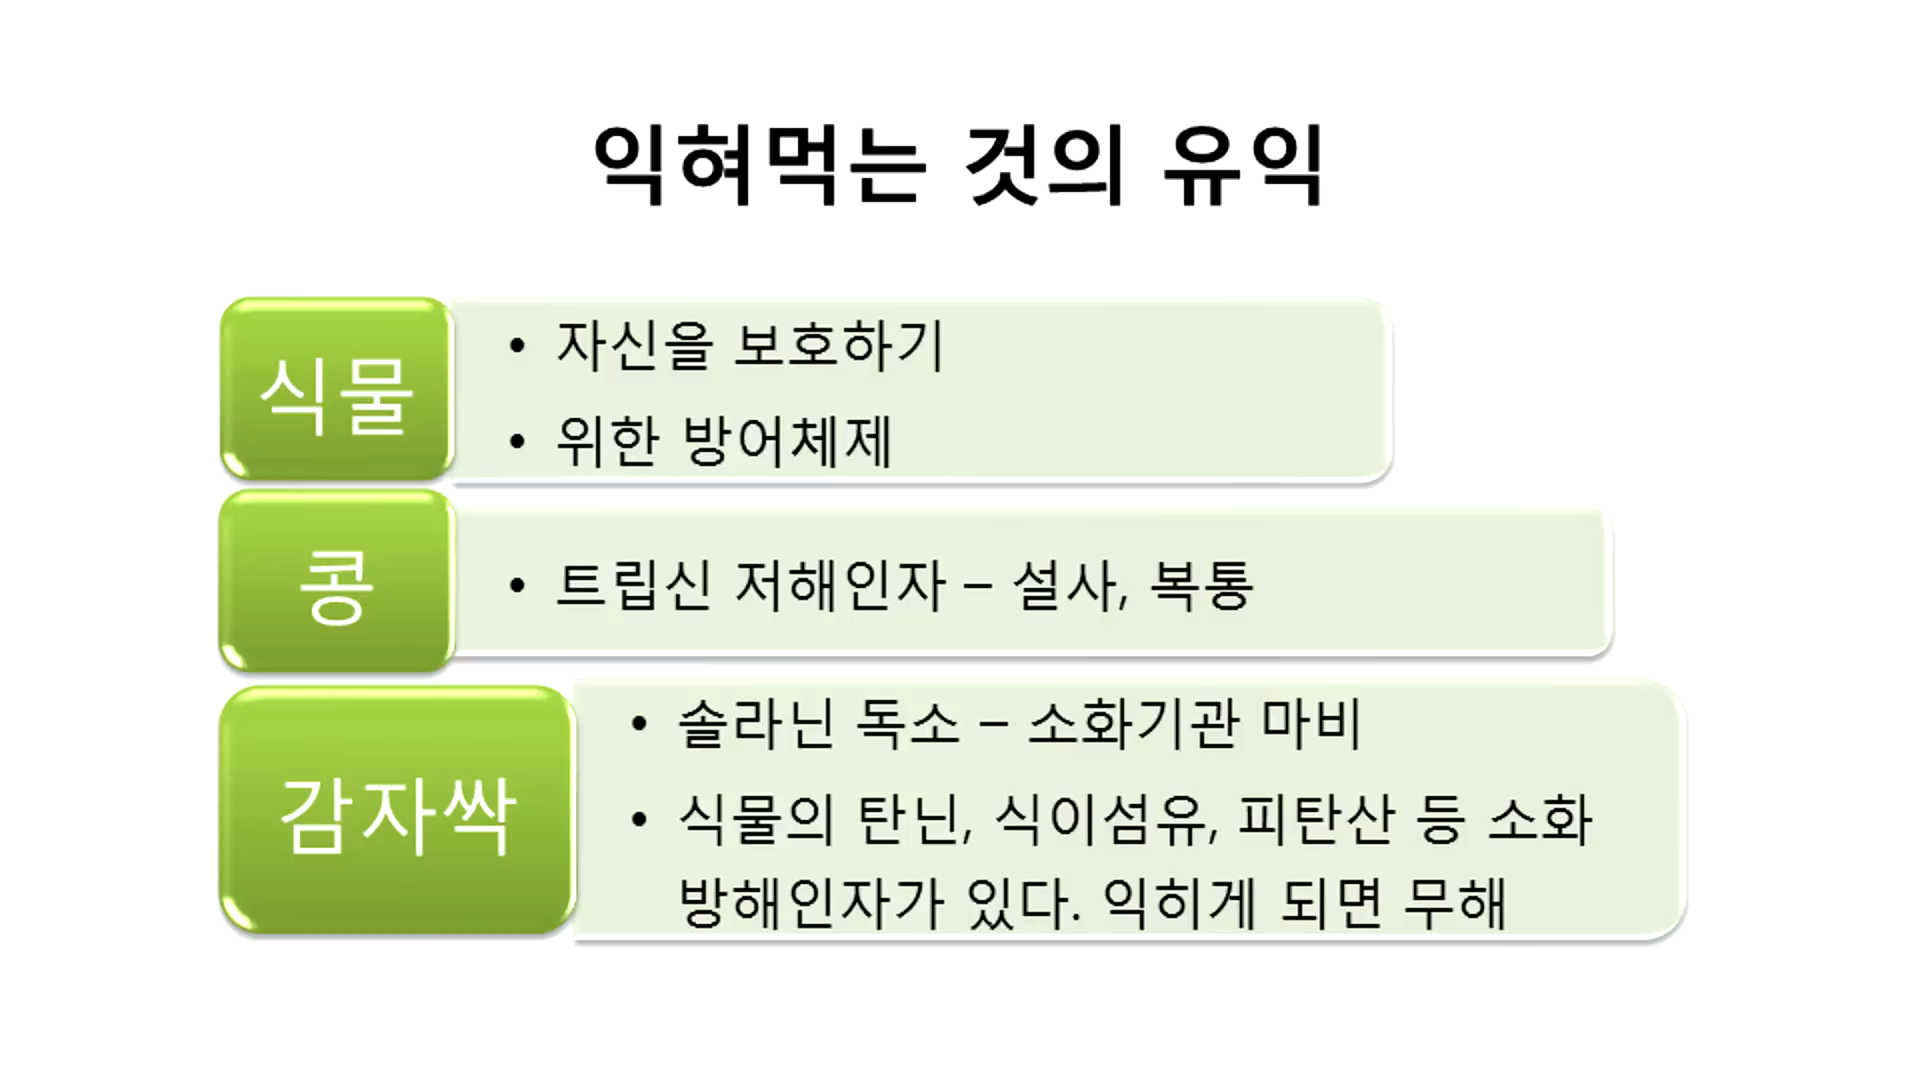 익혀먹는 것의 유익
식물
• 자신을 보호하기
• 위한 방어체제
콩
• 트립신 저해인자 – 설사, 복통
감자싹
• 솔라닌 독소 – 소화기관 마비
• 식물의 탄닌, 식이섬유, 피탄산 등 소화
방해인자가 있다. 익히게 되면 무해